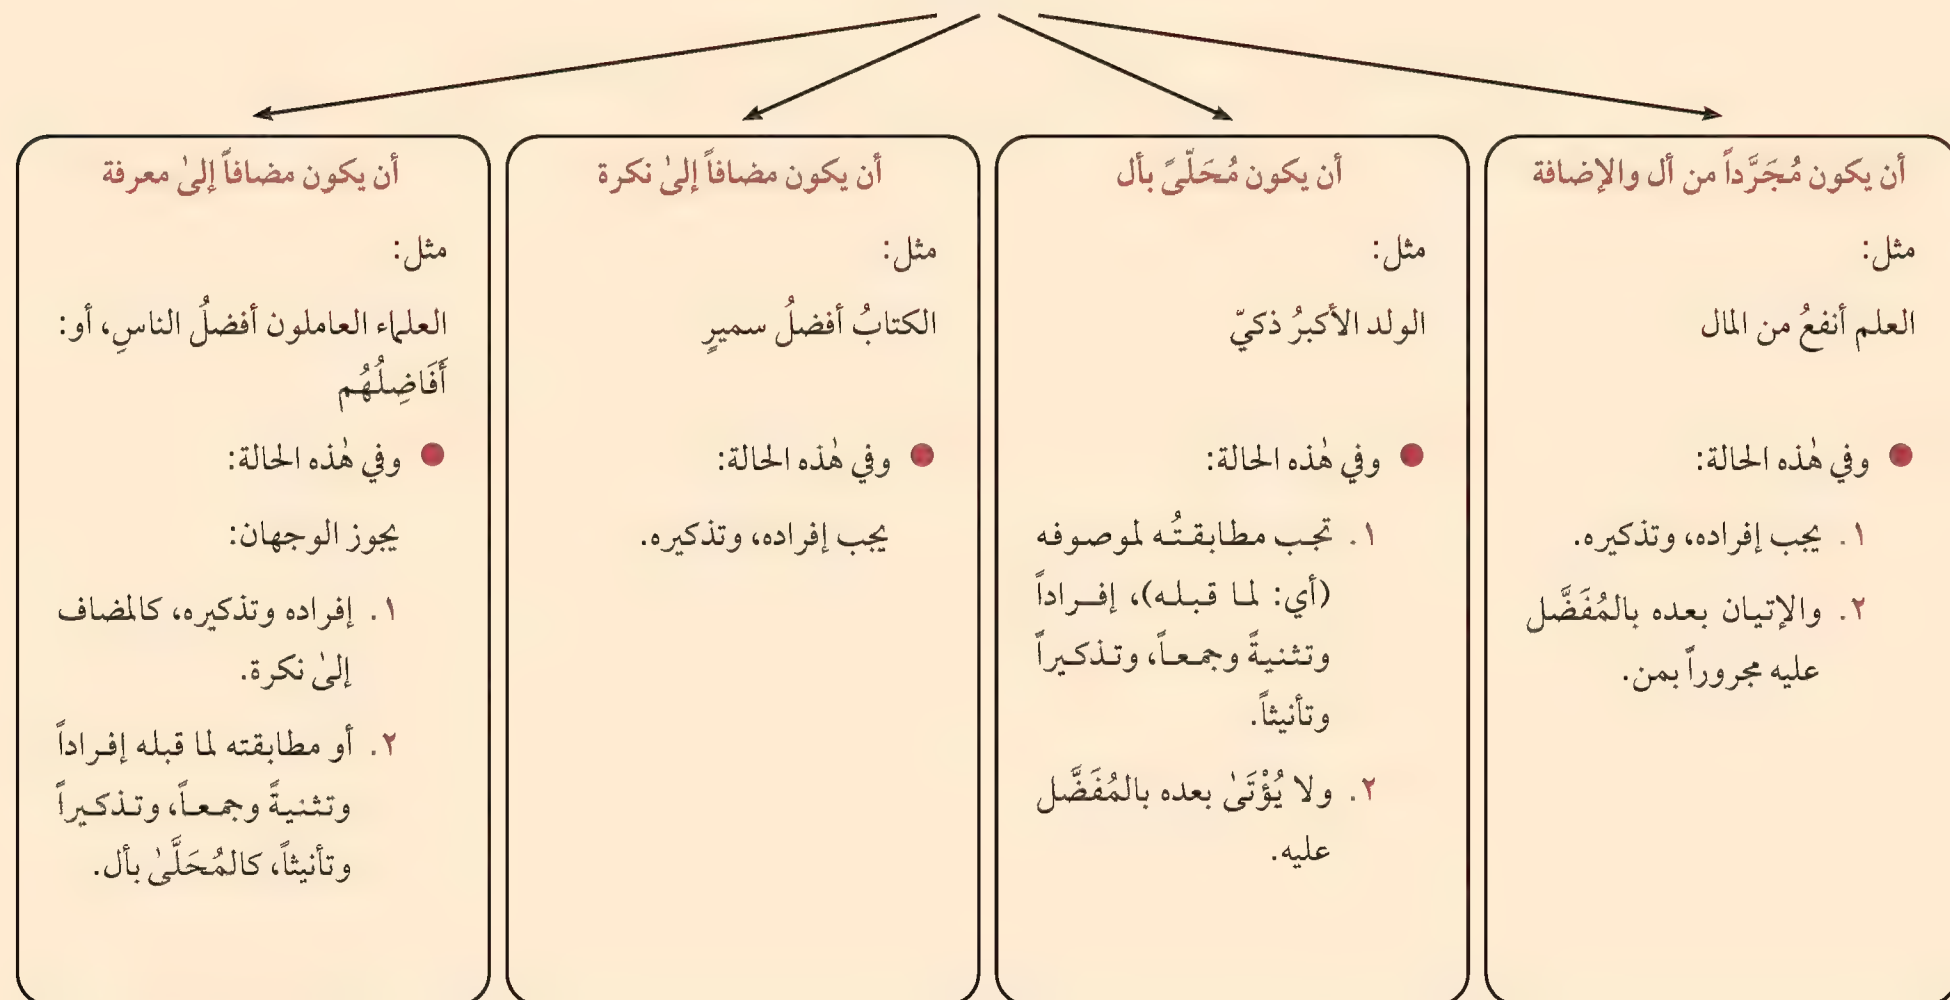 أن يكون مُجَرَّداً من أل والإضافة
مثل:
العلم أنفعُ من المال
وفي هٰذه الحالة:
١. يجب إفراده، وتذكيره.
٢. والإتيان بعده بالمُفَضَّل
عليه مجروراً بمن.
أن يكون مُحَلّىً بأل
مثل:
الولد الأكبرُ ذكيّ
وفي هٰذه الحالة:
١. تجب مطابقتُه لموصوفه
(أي: لما قبله)، إفراداً
وتثنيةً وجمعاً، وتذكيراً
وتأنيثاً.
٢. ولا يُؤْتَىٰ بعده بالمُفَضَّل
عليه.
أن يكون مضافاً إلىٰ نكرة
مثل:
الكتابُ أفضلُ سميرٍ
وفي هٰذه الحالة:
يجب إفراده، وتذكيره.
أن يكون مضافاً إلىٰ معرفة
مثل:
العلماء العاملون أفضلُ الناسِ، أو:
أَفَاضِلُهُم
وفي هٰذه الحالة:
يجوز الوجهان:
١. إفراده وتذكيره، كالمضاف
إلىٰ نكرة.
٢. أو مطابقته لما قبله إفراداً
وتثنيةً وجمعاً، وتذكيراً
وتأنيثاً، كالمُحَلَّىٰ بأل.